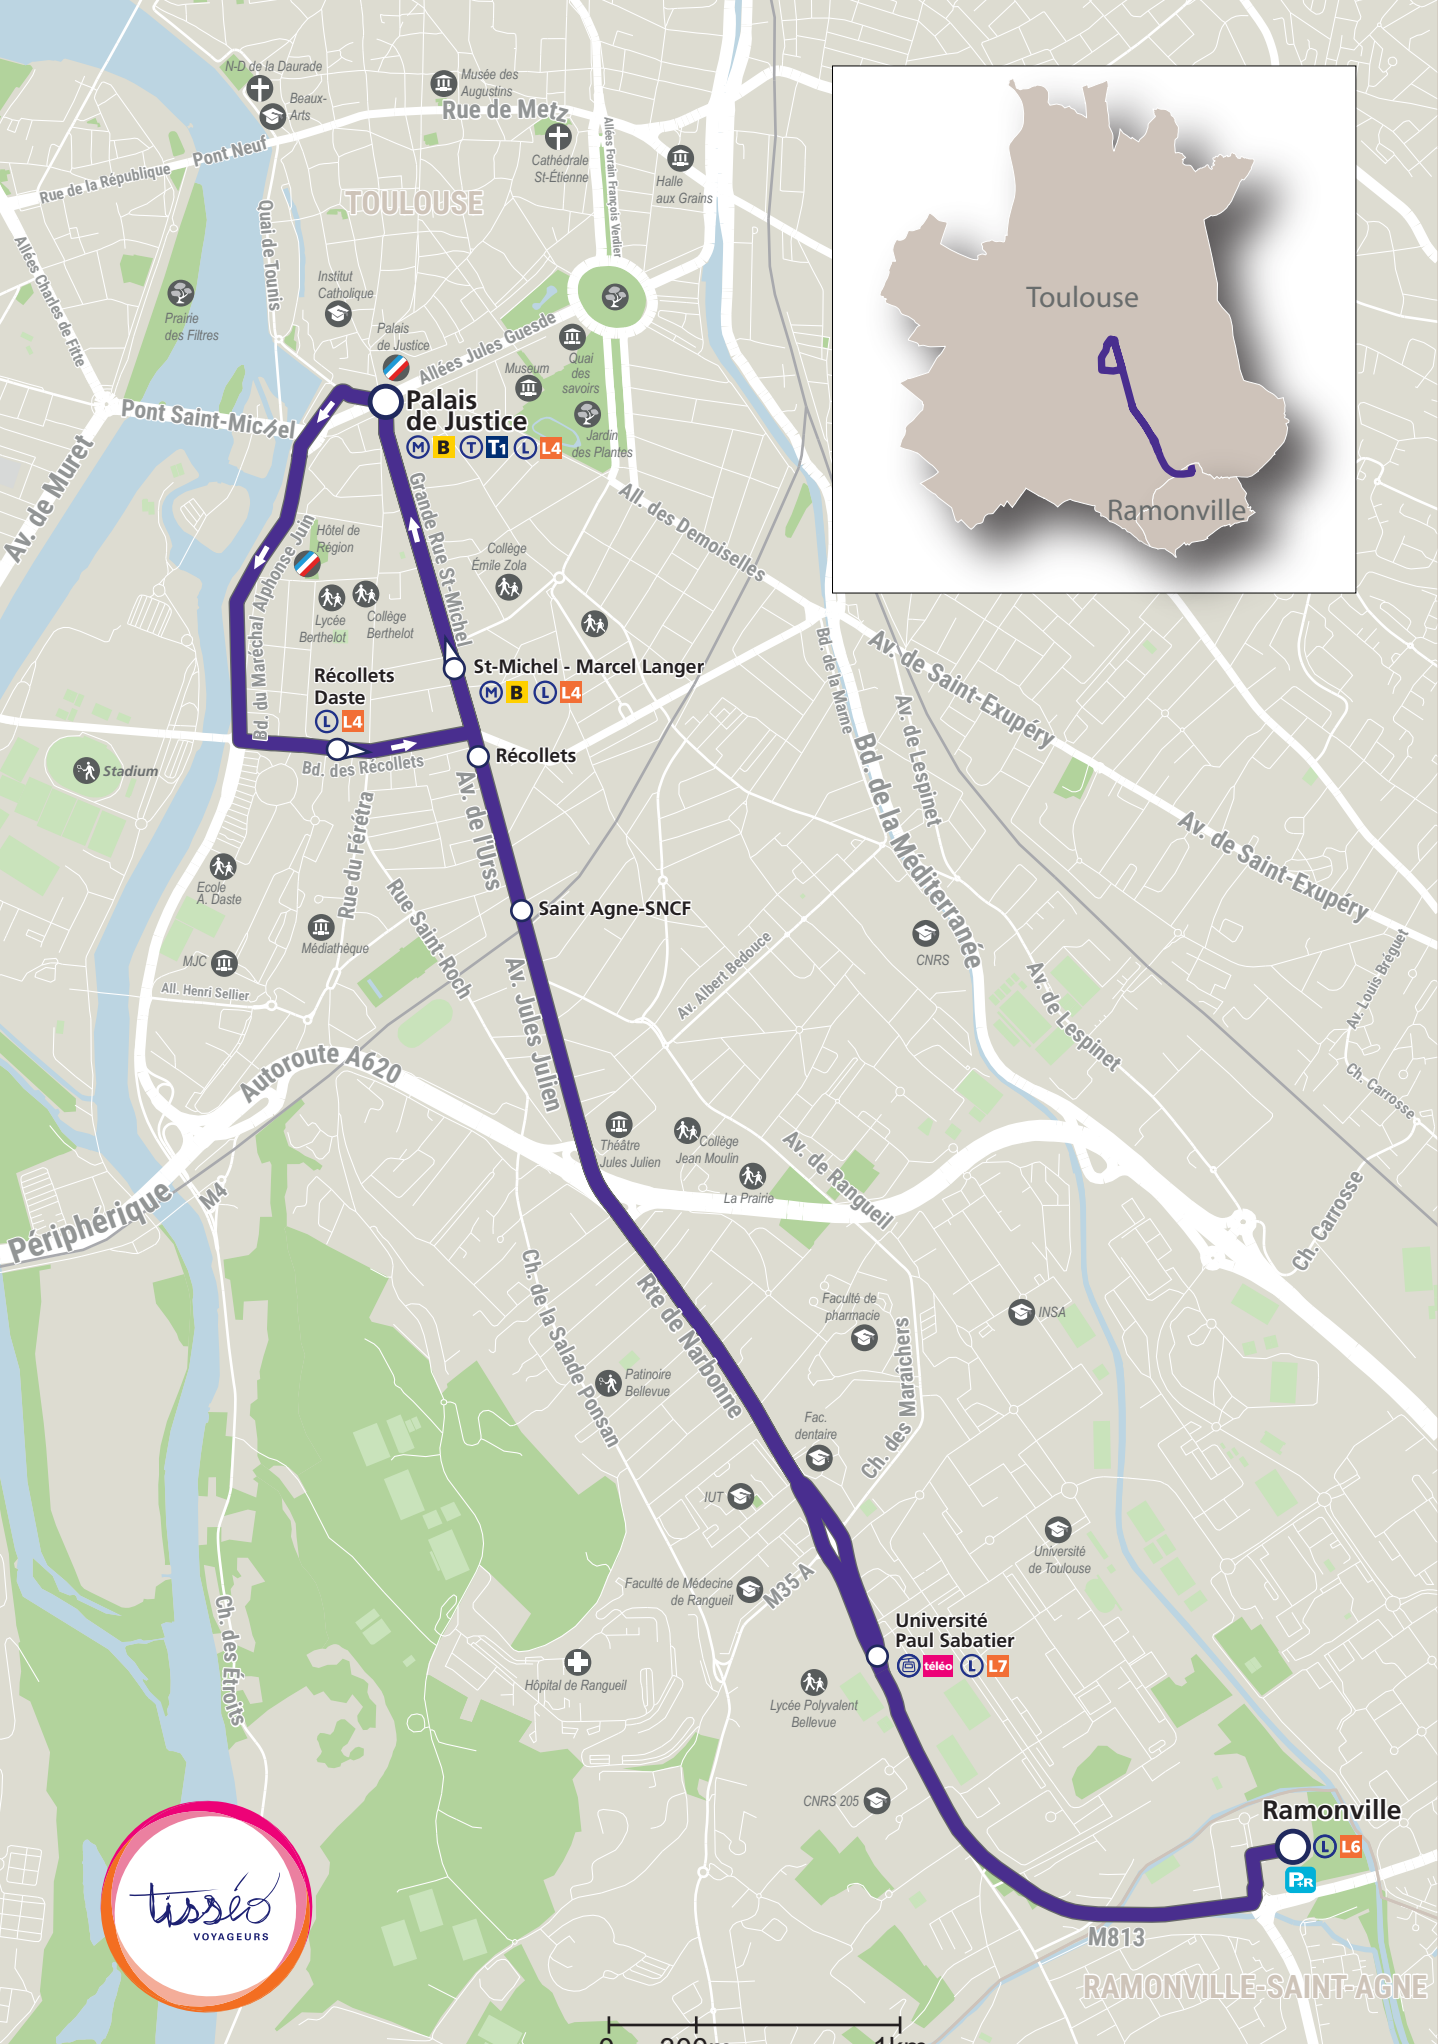 N-D de la Daurade
Beaux-
Arts
Musée des
Augustins
Rue de Metz
Pont Neuf
Rue de la République
Cathédrale
St-Étienne
Allées Forain François Verdier
Halle
aux Grains
TOULOUSE
Quai de Tounis
Allées Charles de Fitte
Prairie
des Filtres
Institut
Catholique
Palais
de Justice
Allées Jules Guesde
Quai
des
savoirs
Museum
Jardin
des Plantes
Pont Saint-Michel
Palais
de Justice
M B T T1 L L4
Av. de Muret
Grande Rue St-Michel
All. des Demoiselles
Hôtel de
Région
Collège
Émile Zola
Lycée
Berthelot
Collège
Berthelot
Bd. du Maréchal Alphonse Juin
St-Michel - Marcel Langer
M B L L4
Récollets
Daste
L L4
Récollets
Bd. des Récollets
Stadium
Bd. de la Marne
Av. de Saint-Exupéry
Av. de Lespinet
Bd. de la Méditerranée
Av. de Saint-Exupéry
Av. de l'Urss
Rue du Férétra
Rue Saint-Roch
Ecole
A. Daste
Médiathèque
MJC
All. Henri Sellier
Saint Agne-SNCF
Av. Jules Julien
Av. Albert Bedouce
CNRS
Av. de Lespinet
Av. Louis Bréguet
Ch. Carrosse
Ch. Carrosse
Autoroute A620
Périphérique
M4
Théâtre
Jules Julien
Collège
Jean Moulin
La Prairie
Av. de Rangueil
Ch. de la Salade Ponsan
Rte de Narbonne
Faculté de
pharmacie
INSA
Ch. des Maraîchers
Patinoire
Bellevue
Fac.
dentaire
IUT
Université
de Toulouse
Faculté de Médecine
de Rangueil
M35 A
Hôpital de Rangueil
Ch. des Étroits
Université
Paul Sabatier
téléo L L7
Lycée Polyvalent
Bellevue
CNRS 205
Ramonville
L L6
P+R
M813
RAMONVILLE-SAINT-AGNE
tisséo
VOYAGEURS
Toulouse
Ramonville
0
1km